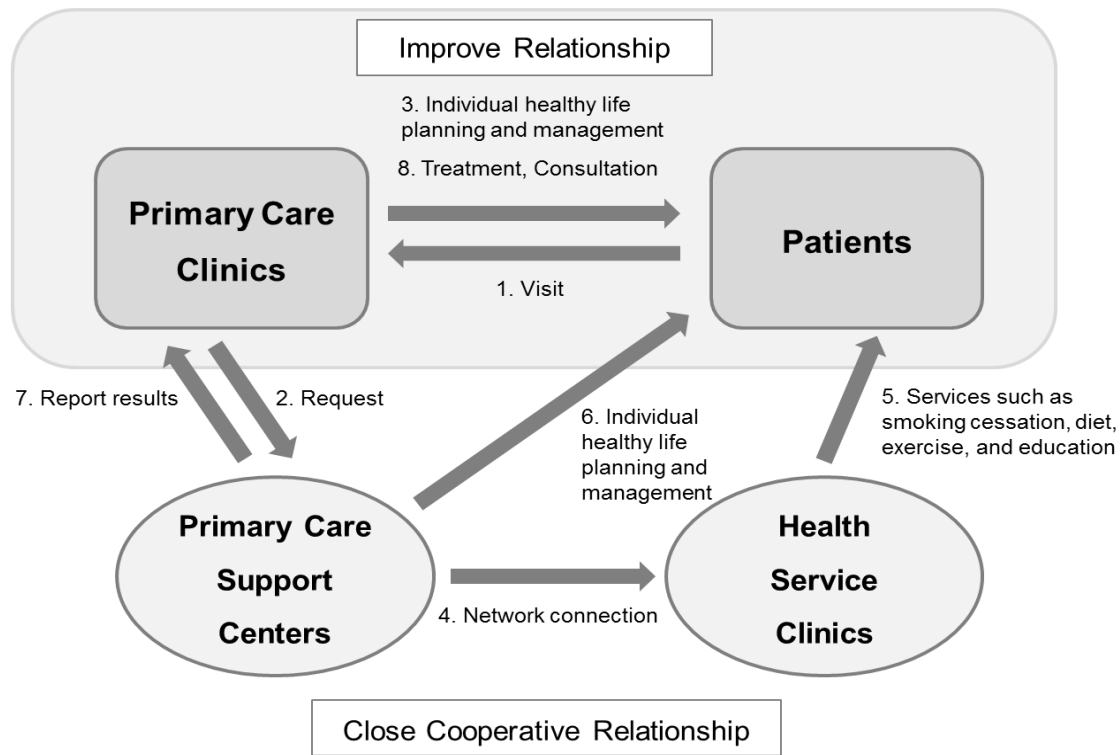 Improve Relationship
3. Individual healthy life
planning and management
8. Treatment, Consultation
Primary Care
Clinics
Patients
1. Visit
7. Report results
2. Request
6. Individual
healthy life
planning and
management
5. Services such as
smoking cessation, diet,
exercise, and education
Primary Care
Support
Centers
4. Network connection
Health
Service
Clinics
Close Cooperative Relationship